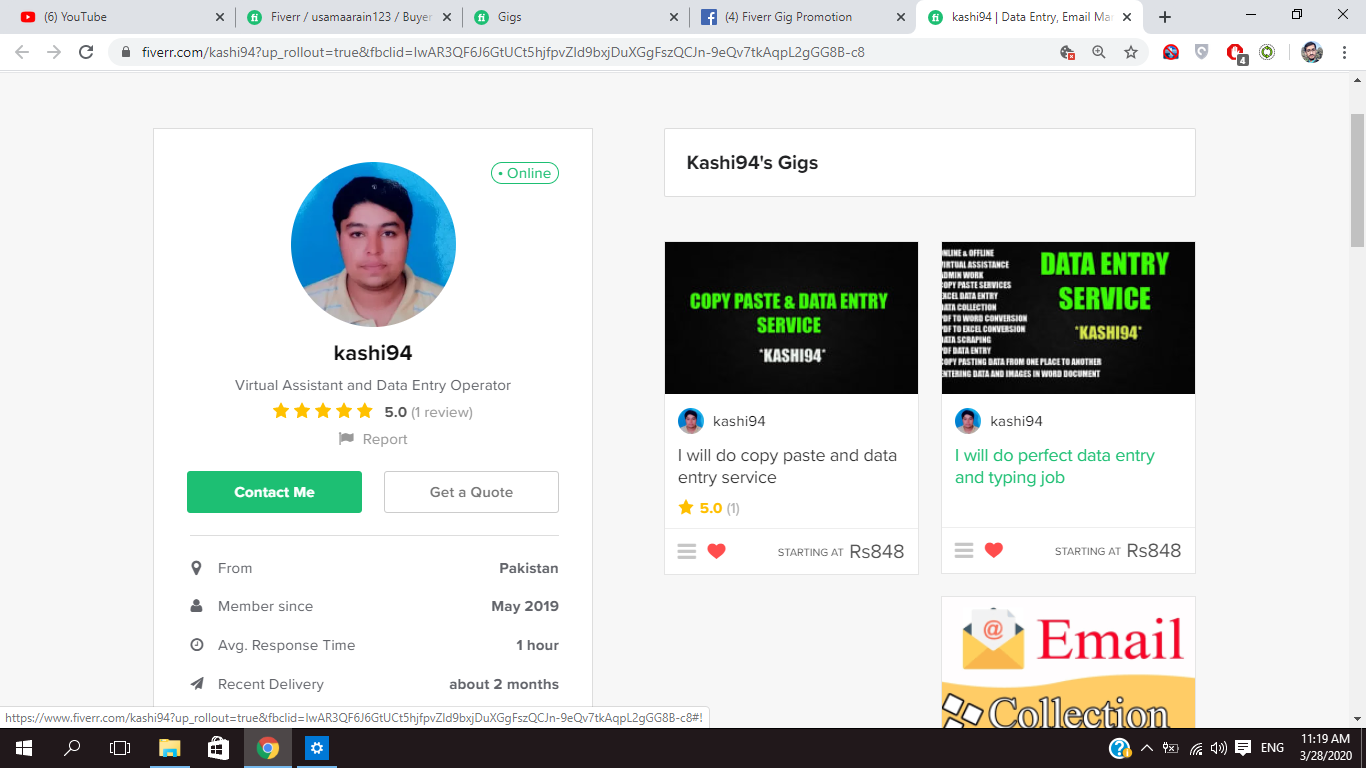 (6) YouTube
Fiverr / usamaarain123 / Buyer
Gigs
(4) Fiverr Gig Promotion
kashi94 | Data Entry, Email Ma
fiverr.com/kashi94?up_rollout=true&fbclid=IwAR3QF6J6GtUCt5hjfpvZId9bxjDuXGgFszQCJn-9eQv7tkAqpL2gGG8B-c8
4
• Online
kashi94
Virtual Assistant and Data Entry Operator
5.0 (1 review)
Report
Contact Me
Get a Quote
From Pakistan
Member since May 2019
Avg. Response Time 1 hour
Recent Delivery about 2 months
Kashi94's Gigs
COPY PASTE & DATA ENTRY
SERVICE
*KASHI94*
kashi94
I will do copy paste and data
entry service
5.0 (1)
STARTING AT Rs848
DATA ENTRY
SERVICE
*KASHI94*
ONLINE & OFFLINE
VIRTUAL ASSISTANCE
ADMIN WORK
COPY PASTE SERVICES
EXCEL DATA ENTRY
DATA COLLECTION
PDF TO WORD CONVERSION
PDF TO EXCEL CONVERSION
DATA SCRAPING
PDF DATA ENTRY
COPY PASTING DATA FROM ONE PLACE TO ANOTHER
ENTERING DATA AND IMAGES IN WORD DOCUMENT
kashi94
I will do perfect data entry
and typing job
STARTING AT Rs848
@
Email
Collection
https://www.fiverr.com/kashi94?up_rollout=true&fbclid=IwAR3QF6J6GtUCt5hjfpvZId9bxjDuXGgFszQCJn-9eQv7tkAqpL2gGG8B-c8#!
ENG
11:19 AM
3/28/2020